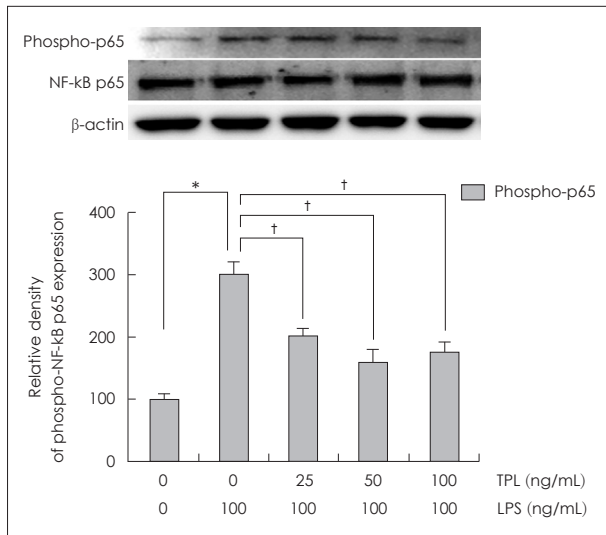 Phospho-p65
NF-kB p65
β-actin
*
†
†
†
Phospho-p65
Relative density
of phospho-NF-kB p65 expression
400
300
200
100
0
0 0 25 50 100 TPL (ng/mL)
0 100 100 100 100 LPS (ng/mL)